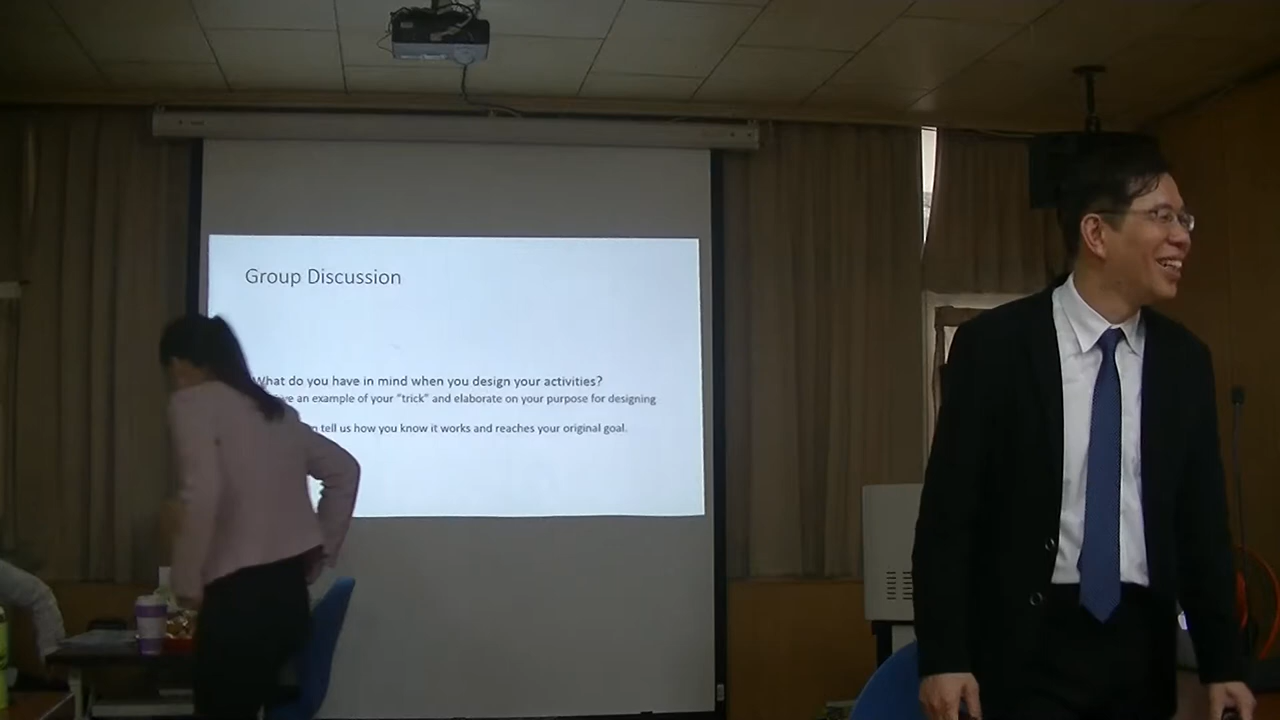 Group Discussion
What do you have in mind when you design your activities?
an example of your "trick" and elaborate on your purpose for designing
tell us how you know it works and reaches your original goal.